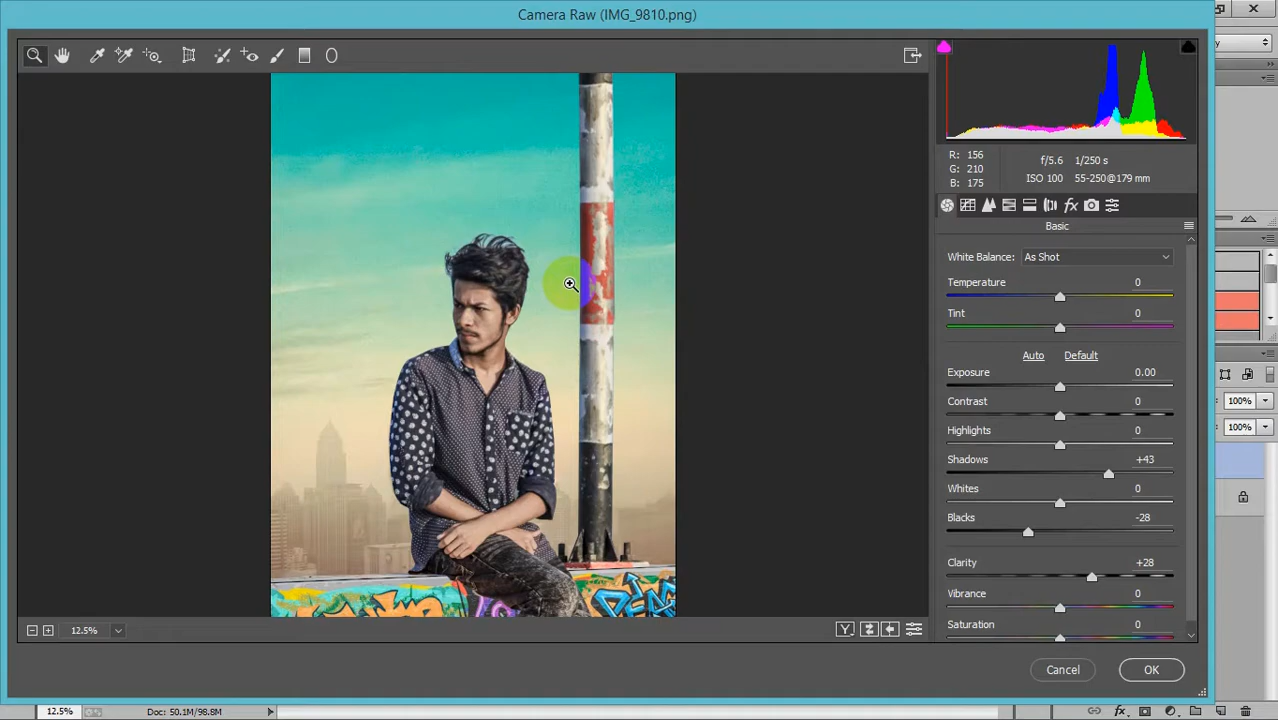 Camera Raw (IMG_9810.png)
y
R: 156
G: 210
B: 175
f/5.6 1/250 s
ISO 100 55-250@179 mm
fx
Basic
White Balance: As Shot
Temperature 0
Tint 0
Auto Default
Exposure 0.00
Contrast 0
Highlights 0
Shadows +43
Whites 0
Blacks -28
Clarity +28
Vibrance 0
Saturation 0
100%
100%
PEAC
12.5%
Y
Cancel OK
12.5% Doc: 50.1M/98.8M
fx